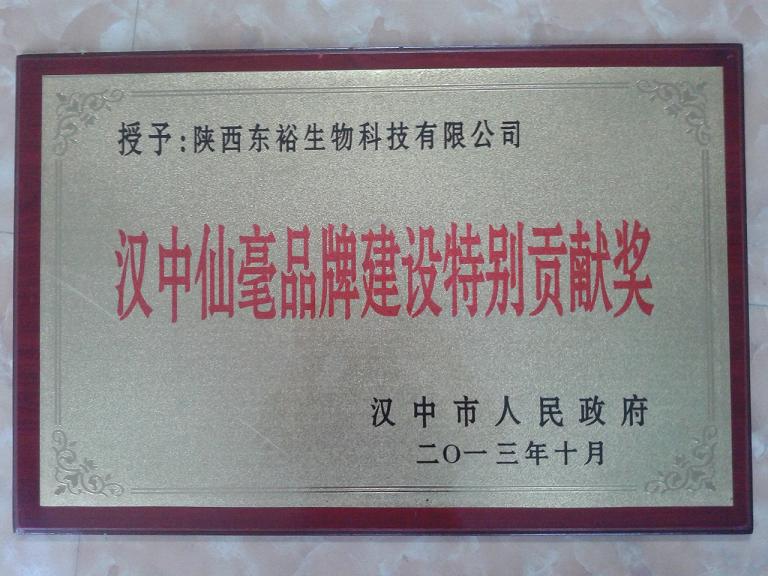 授予:陕西东裕生物科技有限公司
汉中仙毫品牌建设特别贡献奖
汉中市人民政府
二〇一三年十月